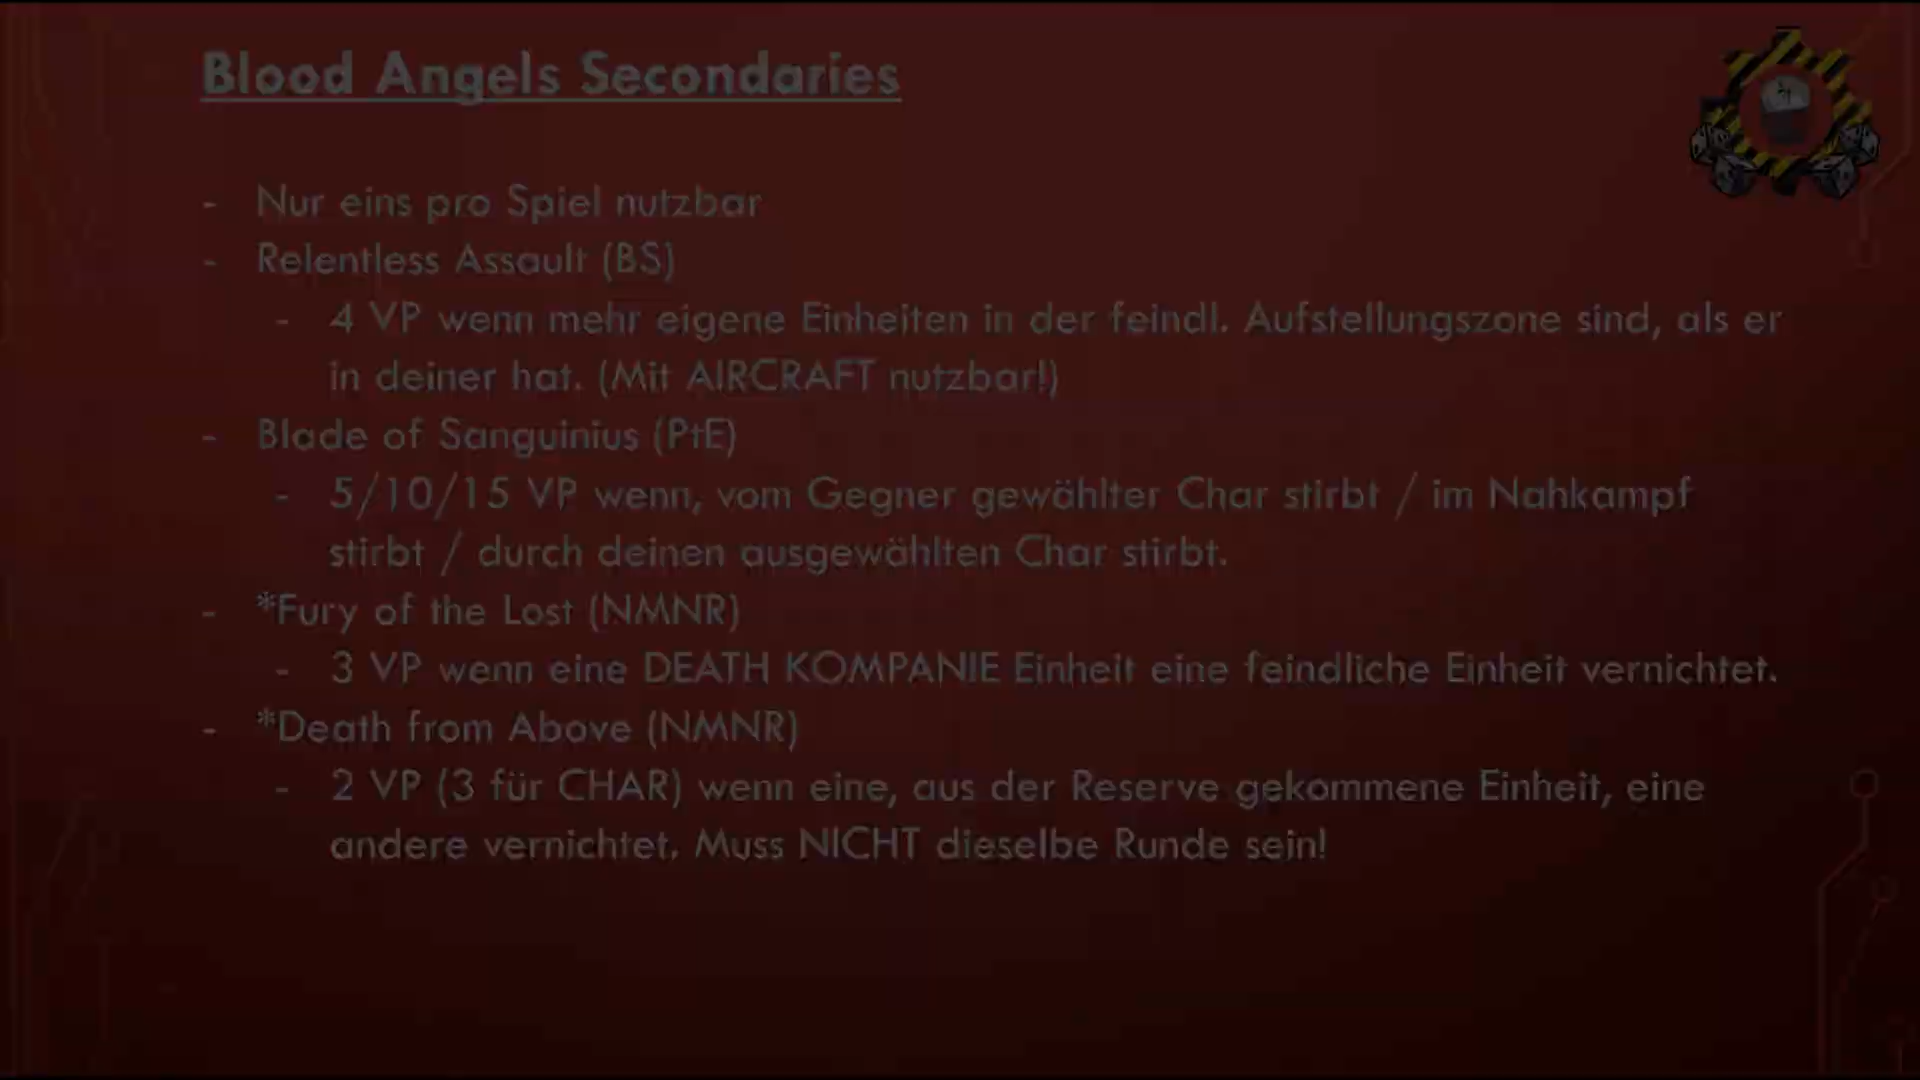 Blood Angels Secondaries
- Nur eins pro Spiel nutzbar
- Relentless Assault (BS)
- 4 VP wenn mehr eigene Einheiten in der feindl. Aufstellungszone sind, als er
in deiner hat. (Mit AIRCRAFT nutzbar!)
- Blade of Sanguinius (PtE)
- 5/10/15 VP wenn, vom Gegner gewählter Char stirbt / im Nahkampf
stirbt / durch deinen ausgewählten Char stirbt.
- *Fury of the Lost (NMNR)
- 3 VP wenn eine DEATH KOMPANIE Einheit eine feindliche Einheit vernichtet.
- *Death from Above (NMNR)
- 2 VP (3 für CHAR) wenn eine, aus der Reserve gekommene Einheit, eine
andere vernichtet. Muss NICHT dieselbe Runde sein!